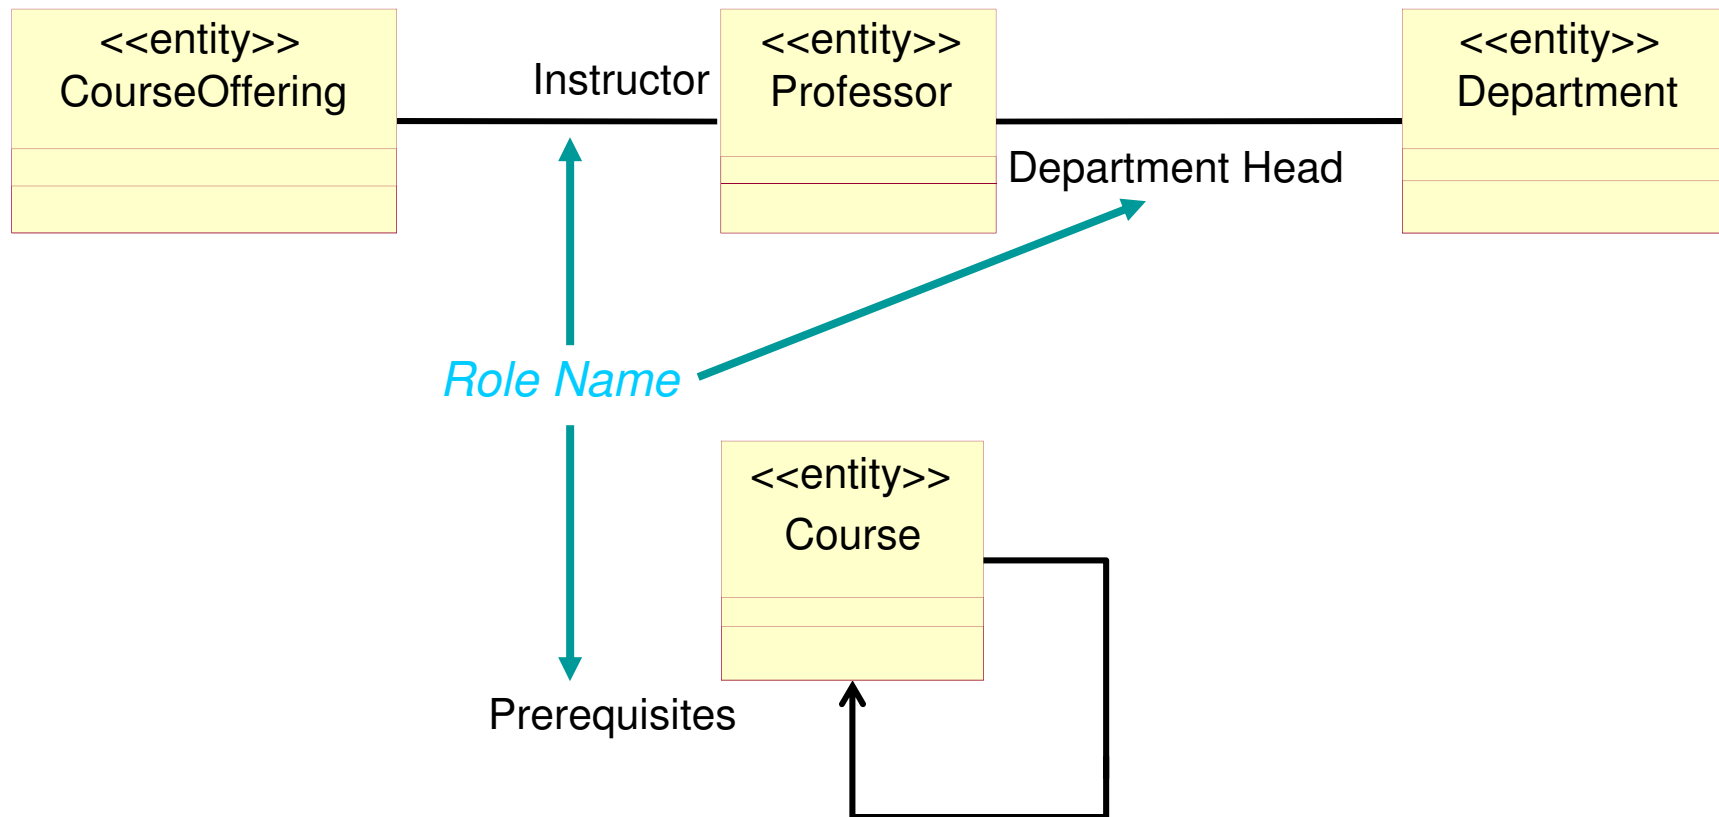 <<entity>>
CourseOffering
Instructor
<<entity>>
Professor
<<entity>>
Department
Department Head
Role Name
<<entity>>
Course
Prerequisites